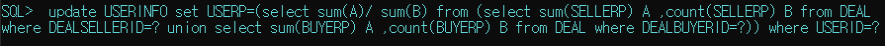 SQL>  update USERINFO set USERP=(select sum(A)/ sum(B) from (select sum(SELLERP) A ,count(SELLERP) B from DEAL
where DEALSELLERID=? union select sum(BUYERP) A ,count(BUYERP) B from DEAL where DEALBUYERID=?)) where USERID=?